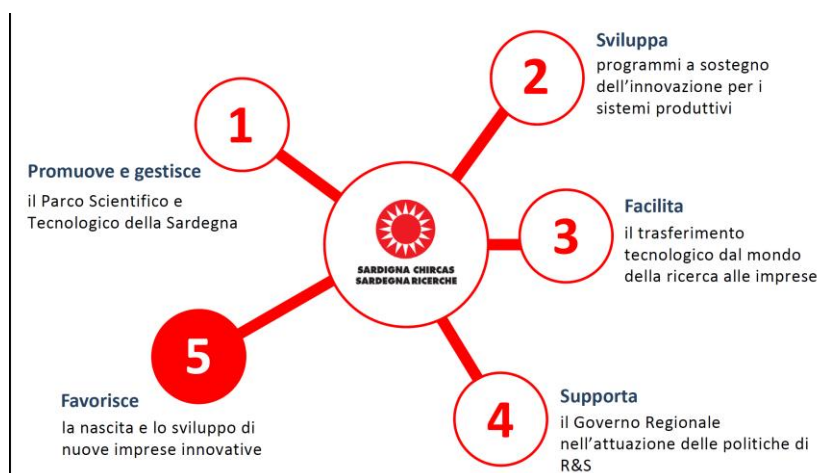 1
Promuove e gestisce
il Parco Scientifico e
Tecnologico della Sardegna
2
Sviluppa
programmi a sostegno
dell'innovazione per i
sistemi produttivi
SARDIGNA CHIRCAS
SARDEGNA RICERCHE
3
Facilita
il trasferimento
tecnologico dal mondo
della ricerca alle imprese
4
Supporta
il Governo Regionale
nell'attuazione delle politiche di
R&S
5
Favorisce
la nascita e lo sviluppo di
nuove imprese innovative